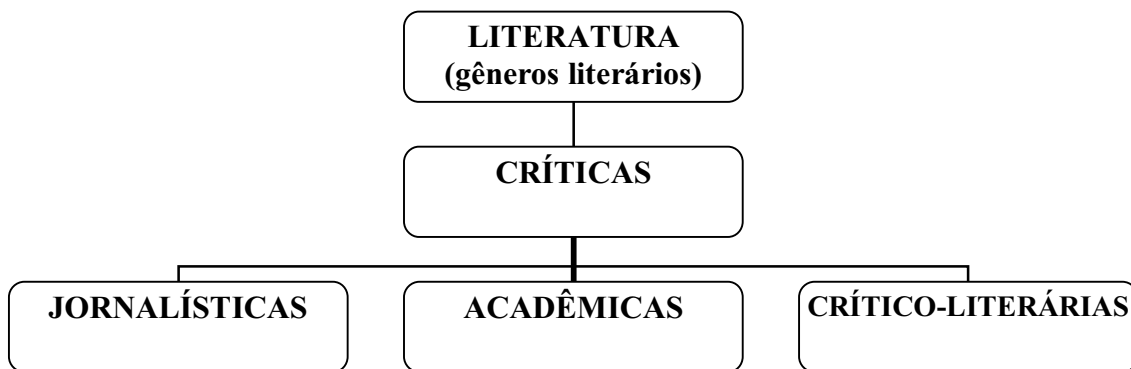 LITERATURA
(gêneros literários)
CRÍTICAS
JORNALÍSTICAS
ACADÊMICAS
CRÍTICO-LITERÁRIAS